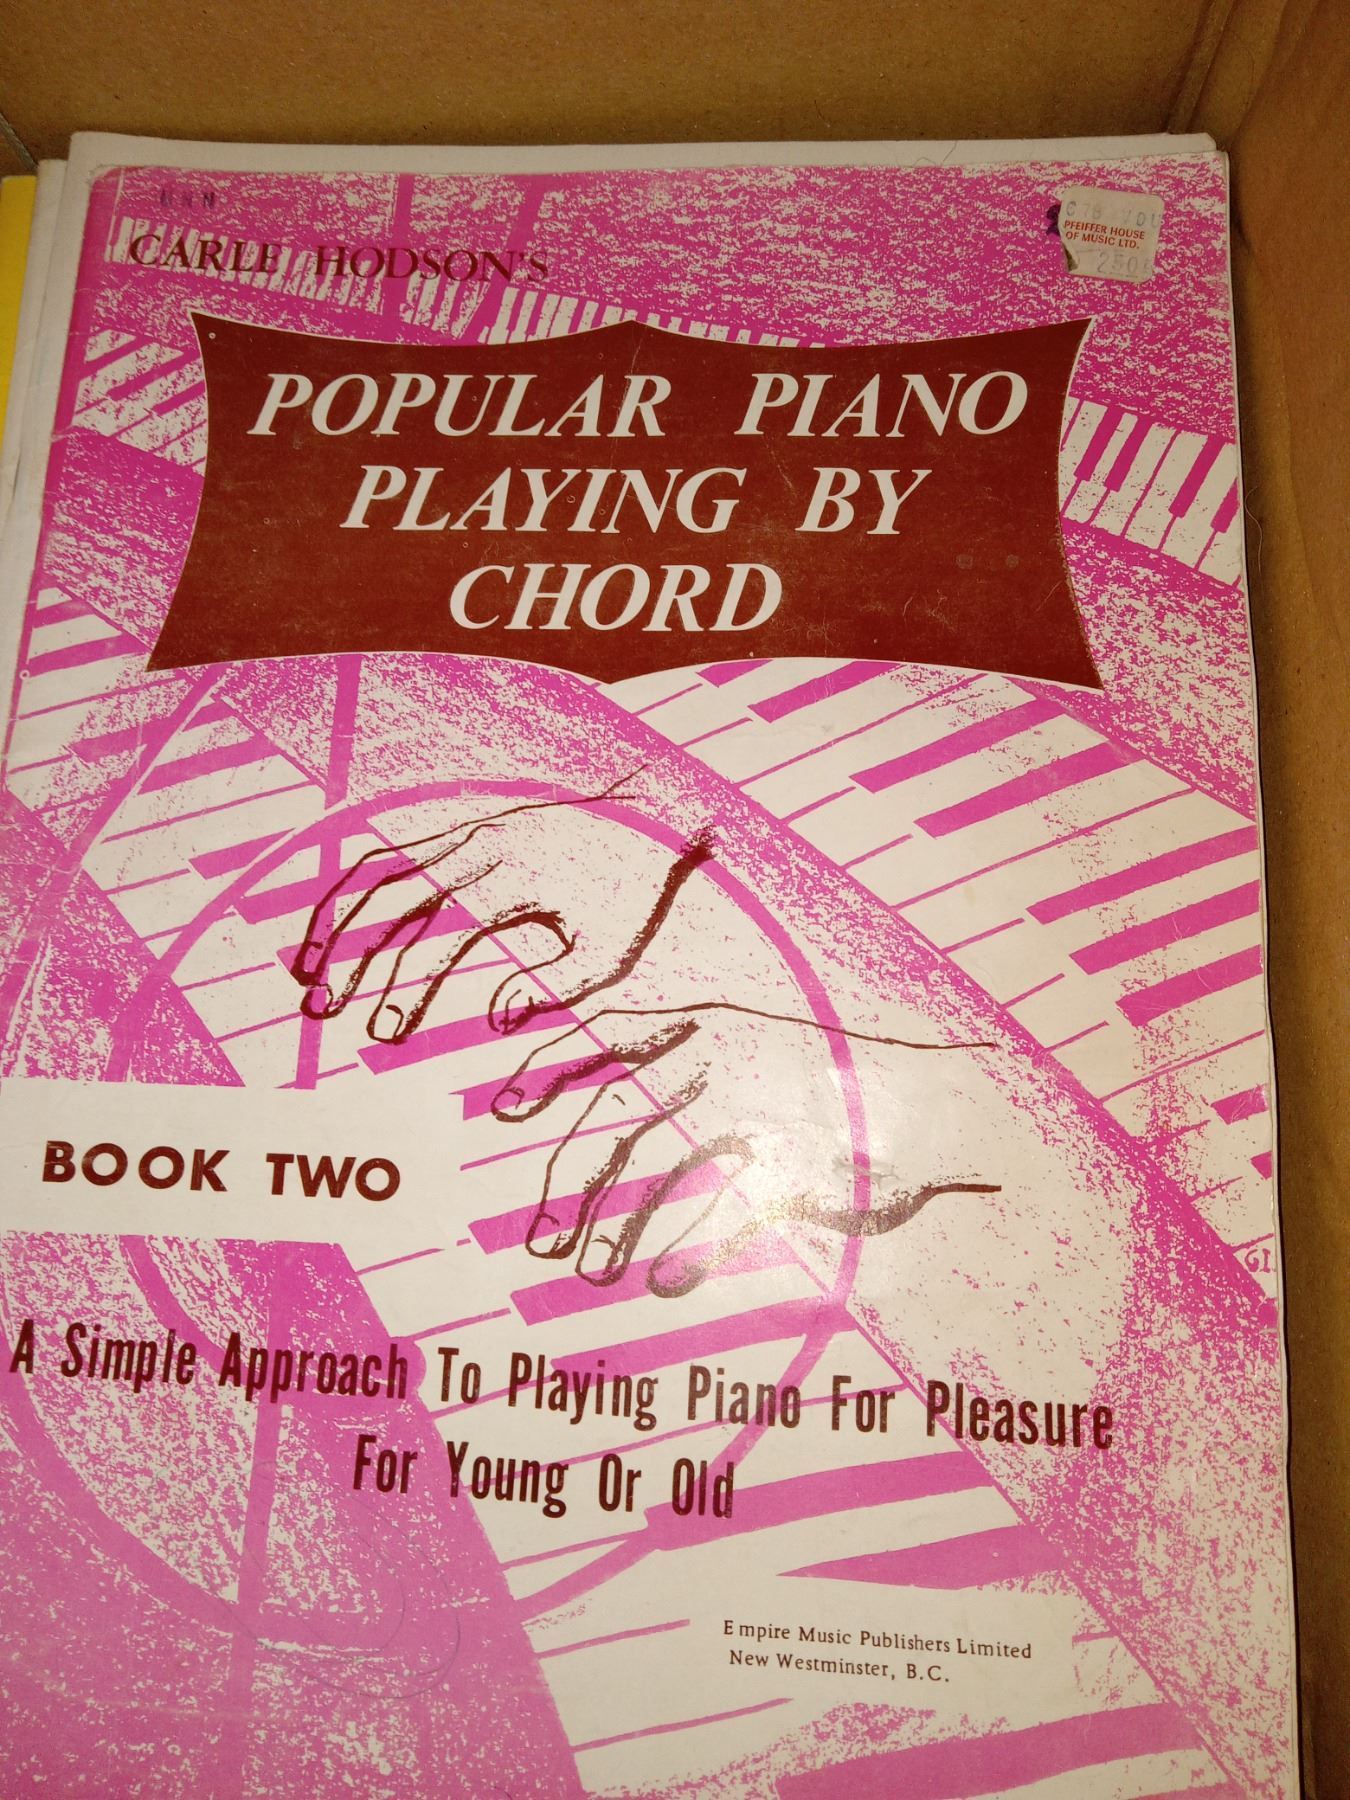 CARLE HODSON'S
PFEIFFER HOUSE
OF MUSIC LTD.
250
POPULAR PIANO
PLAYING BY
CHORD
BOOK TWO
A Simple Approach To Playing Piano For Pleasure
For Young Or Old
Empire Music Publishers Limited
New Westminster, B.C.